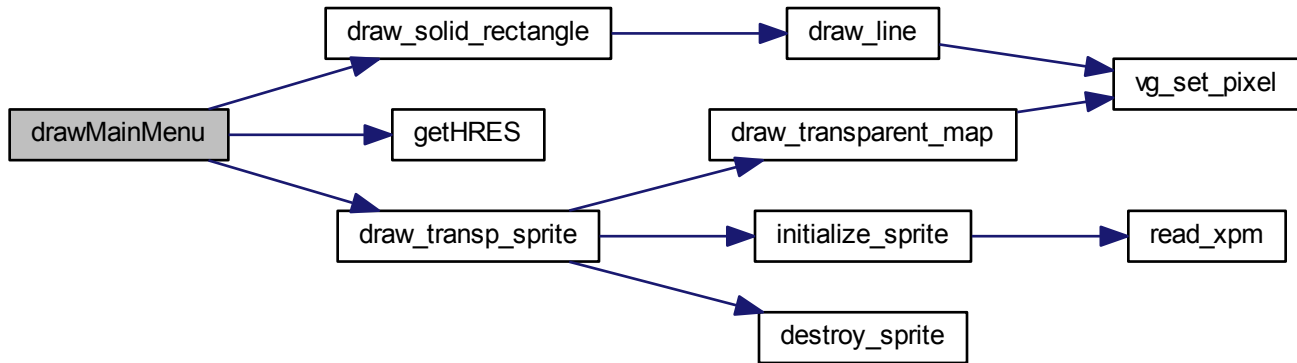 draw_solid_rectangle
draw_line
vg_set_pixel
drawMainMenu
getHRES
draw_transparent_map
draw_transp_sprite
initialize_sprite
read_xpm
destroy_sprite